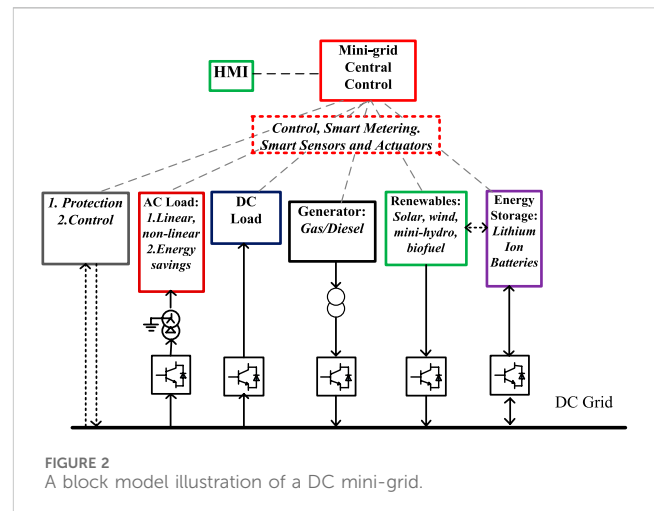 HMI
Mini-grid
Central
Control
Control, Smart Metering.
Smart Sensors and Actuators
1. Protection
2.Control
AC Load:
1.Linear,
non-linear
2.Energy
savings
DC
Load
Generator:
Gas/Diesel
Renewables:
Solar, wind,
mini-hydro,
biofuel
Energy
Storage:
Lithium
Ion
Batteries
DC Grid
FIGURE 2
A block model illustration of a DC mini-grid.